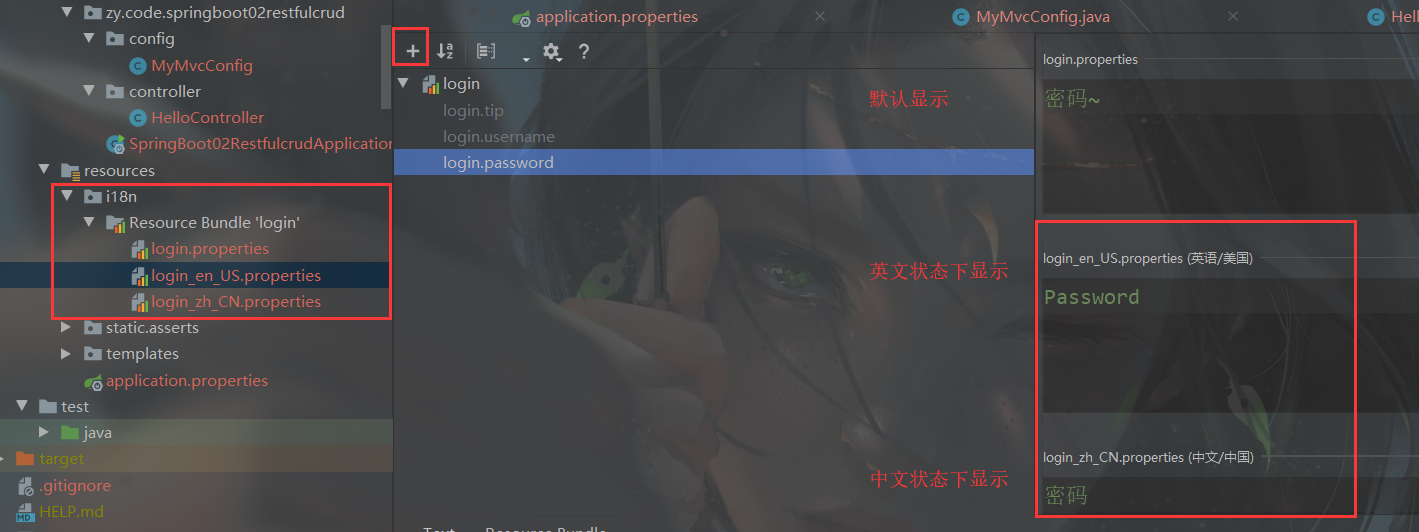 application.properties
MyMvcConfig.java
Hell
zy.code.springboot02restfulcrud
config
MyMvcConfig
controller
HelloController
SpringBoot02RestfulcrudApplication
resources
i18n
Resource Bundle 'login'
login.properties
login_en_US.properties
login_zh_CN.properties
static.asserts
templates
application.properties
test
java
target
.gitignore
HELP.md
login
login.tip
login.username
login.password
默认显示
英文状态下显示
中文状态下显示
login.properties
密码~
login_en_US.properties (英语/美国)
Password
login_zh_CN.properties (中文/中国)
密码
Text
Resource Bundle